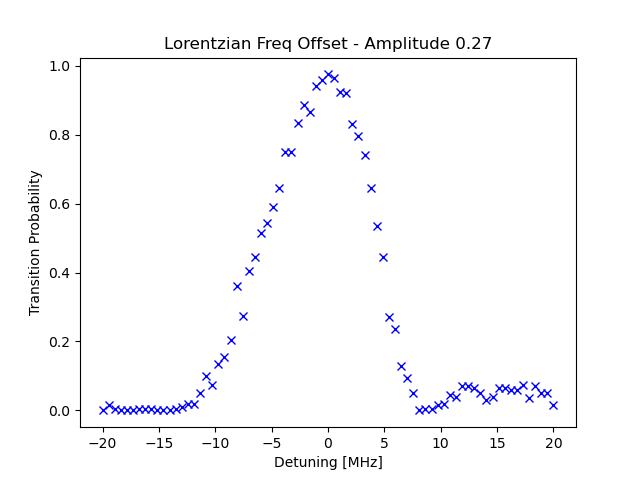 Lorentzian Freq Offset - Amplitude 0.27
Transition Probability
1.0
0.8
0.6
0.4
0.2
0.0
−20 −15 −10 −5 0 5 10 15 20
Detuning [MHz]